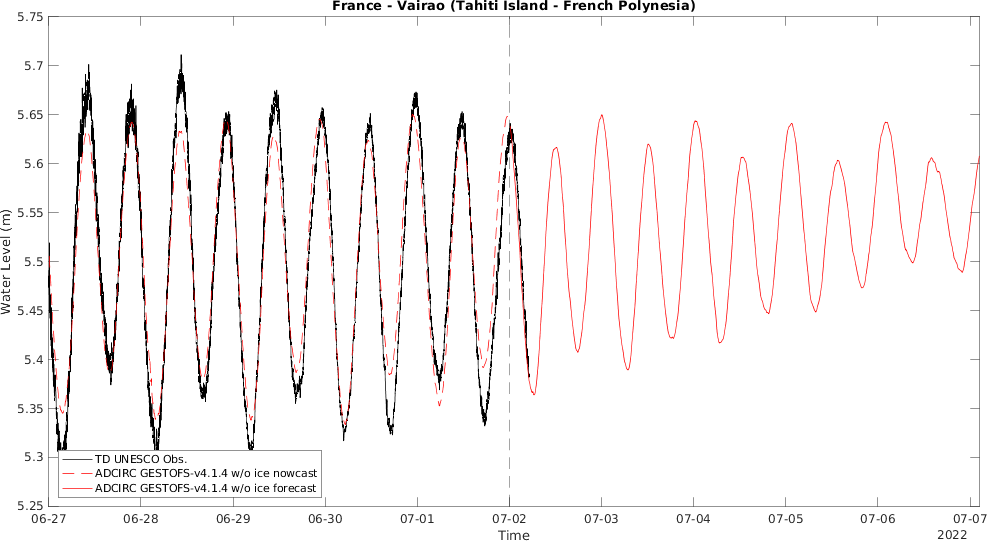 France - Vairao (Tahiti Island - French Polynesia)
5.75
5.7
5.65
5.6
5.55
5.5
5.45
5.4
5.35
5.3
5.25
Water Level (m)
TD UNESCO Obs.
ADCIRC GESTOFS-v4.1.4 w/o ice nowcast
ADCIRC GESTOFS-v4.1.4 w/o ice forecast
06-27 06-28 06-29 06-30 07-01 07-02 07-03 07-04 07-05 07-06 07-07
Time
2022